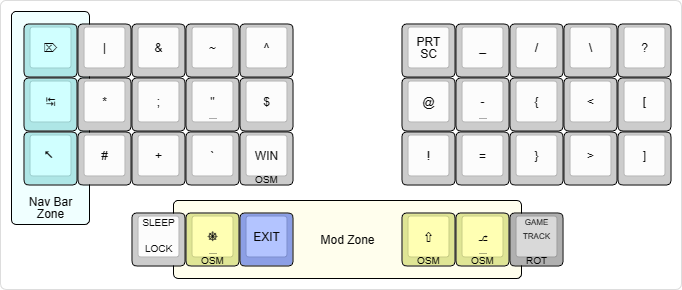 ⌦ | & ~ ^ PRT SC _ / \ ?
↹ * ; " _ $ @ - _ { < [
↖ # + ` WIN OSM ! = } > ]
Nav Bar
Zone
SLEEP LOCK ⎈ _ OSM EXIT Mod Zone ⇧ OSM ⎇ _ OSM GAME TRACK ROT